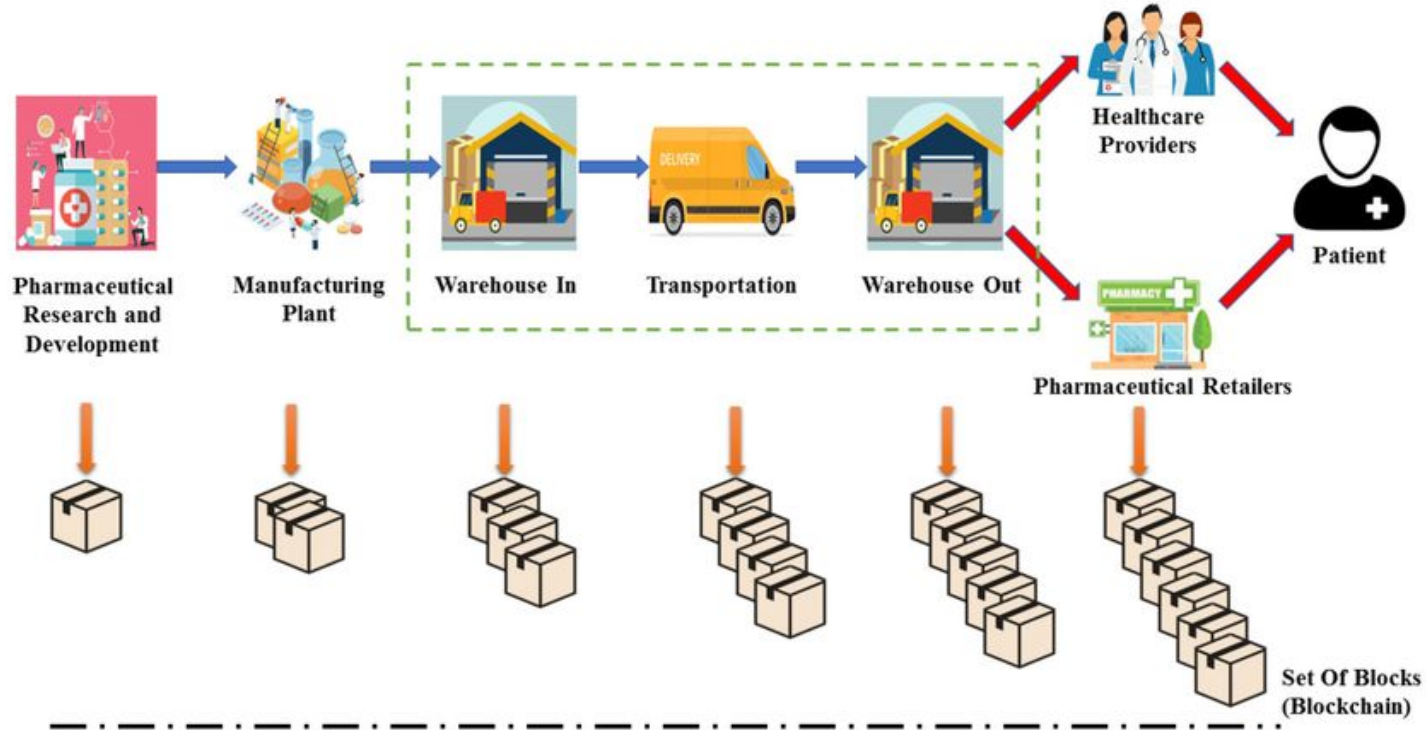 Healthcare
Providers
DELIVERY
Pharmaceutical
Research and
Development
Manufacturing
Plant
Warehouse In
Transportation
Warehouse Out
Patient
PHARMACY
Pharmaceutical Retailers
Set Of Blocks
(Blockchain)